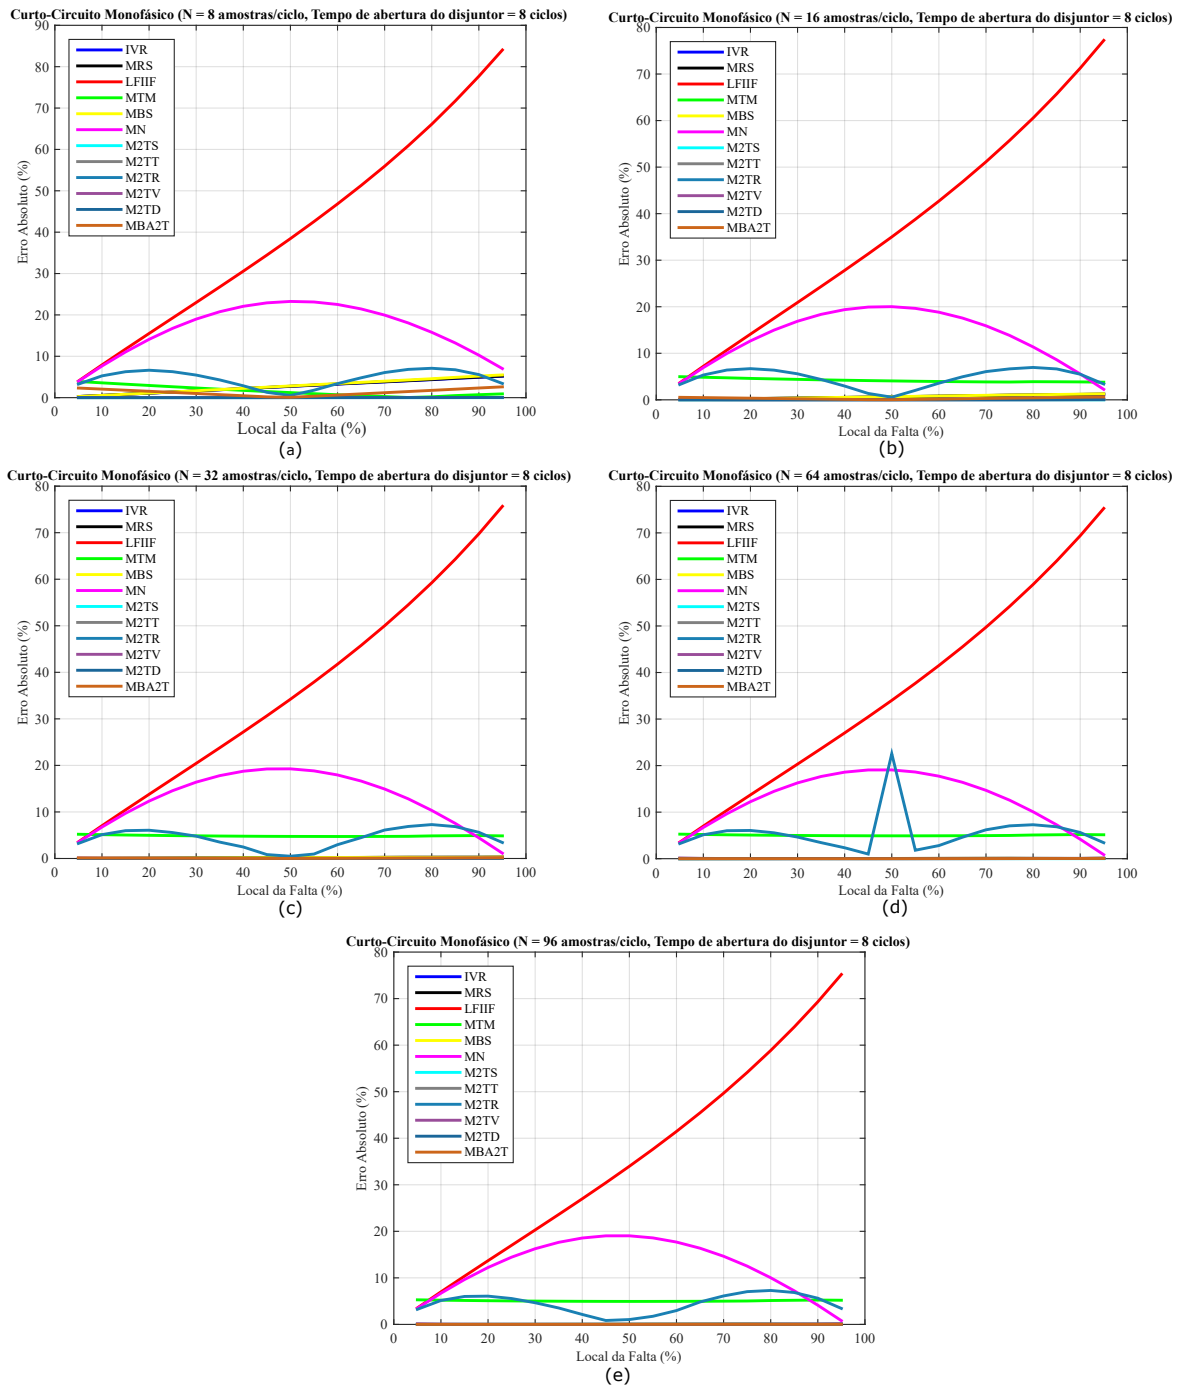 Curto-Circuito Monofásico (N = 8 amostras/ciclo, Tempo de abertura do disjuntor = 8 ciclos)
90
80
70
60
50
40
30
20
10
0
Erro Absoluto (%)
IVR
MRS
LFIIF
MTM
MBS
MN
M2TS
M2TT
M2TR
M2TV
M2TD
MBA2T
0 10 20 30 40 50 60 70 80 90 100
Local da Falta (%)
(a)
Curto-Circuito Monofásico (N = 16 amostras/ciclo, Tempo de abertura do disjuntor = 8 ciclos)
80
70
60
50
40
30
20
10
0
Erro Absoluto (%)
IVR
MRS
LFIIF
MTM
MBS
MN
M2TS
M2TT
M2TR
M2TV
M2TD
MBA2T
0 10 20 30 40 50 60 70 80 90 100
Local da Falta (%)
(b)
Curto-Circuito Monofásico (N = 32 amostras/ciclo, Tempo de abertura do disjuntor = 8 ciclos)
80
70
60
50
40
30
20
10
0
Erro Absoluto (%)
IVR
MRS
LFIIF
MTM
MBS
MN
M2TS
M2TT
M2TR
M2TV
M2TD
MBA2T
0 10 20 30 40 50 60 70 80 90 100
Local da Falta (%)
(c)
Curto-Circuito Monofásico (N = 64 amostras/ciclo, Tempo de abertura do disjuntor = 8 ciclos)
80
70
60
50
40
30
20
10
0
Erro Absoluto (%)
IVR
MRS
LFIIF
MTM
MBS
MN
M2TS
M2TT
M2TR
M2TV
M2TD
MBA2T
0 10 20 30 40 50 60 70 80 90 100
Local da Falta (%)
(d)
Curto-Circuito Monofásico (N = 96 amostras/ciclo, Tempo de abertura do disjuntor = 8 ciclos)
80
70
60
50
40
30
20
10
0
Erro Absoluto (%)
IVR
MRS
LFIIF
MTM
MBS
MN
M2TS
M2TT
M2TR
M2TV
M2TD
MBA2T
0 10 20 30 40 50 60 70 80 90 100
Local da Falta (%)
(e)